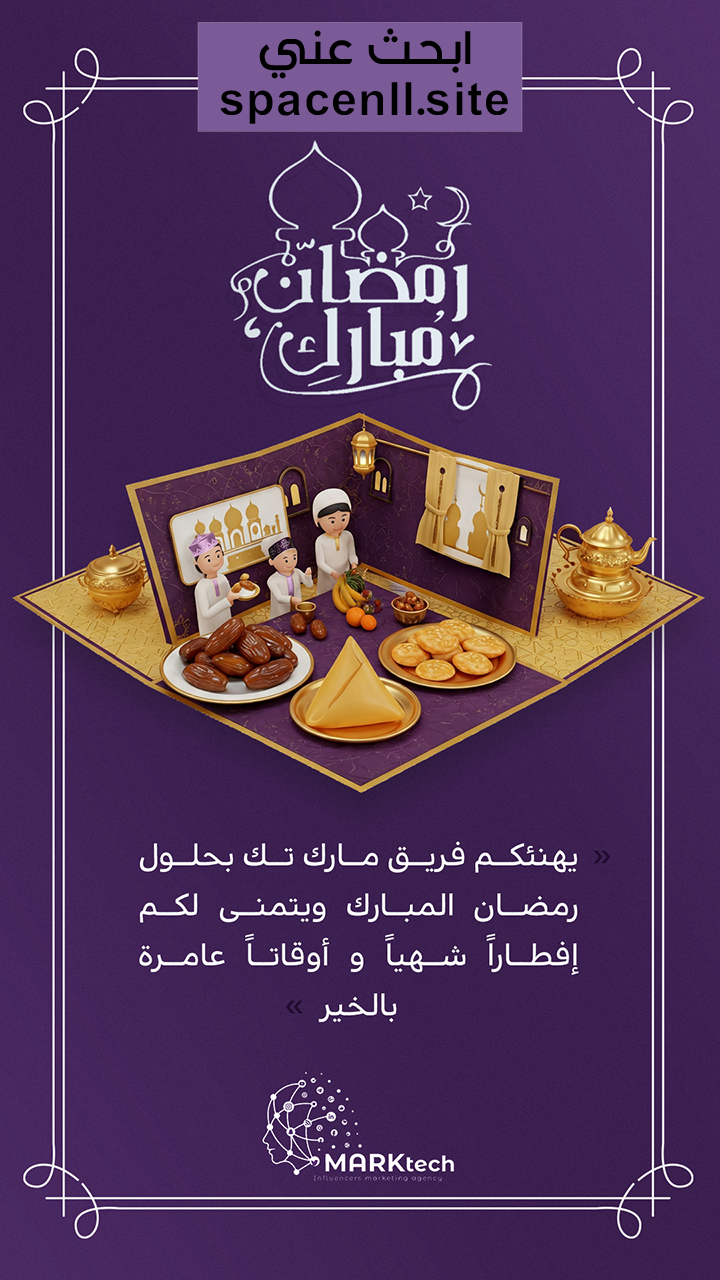 ابحث عني
spacenll.site
رمضان
مبارك
« يهنئكم فريق مارك تك بحلول
رمضان المبارك ويتمنى لكم
إفطاراً شهياً و أوقاتاً عامرة
بالخير »
MARKtech
Influencers marketing agency